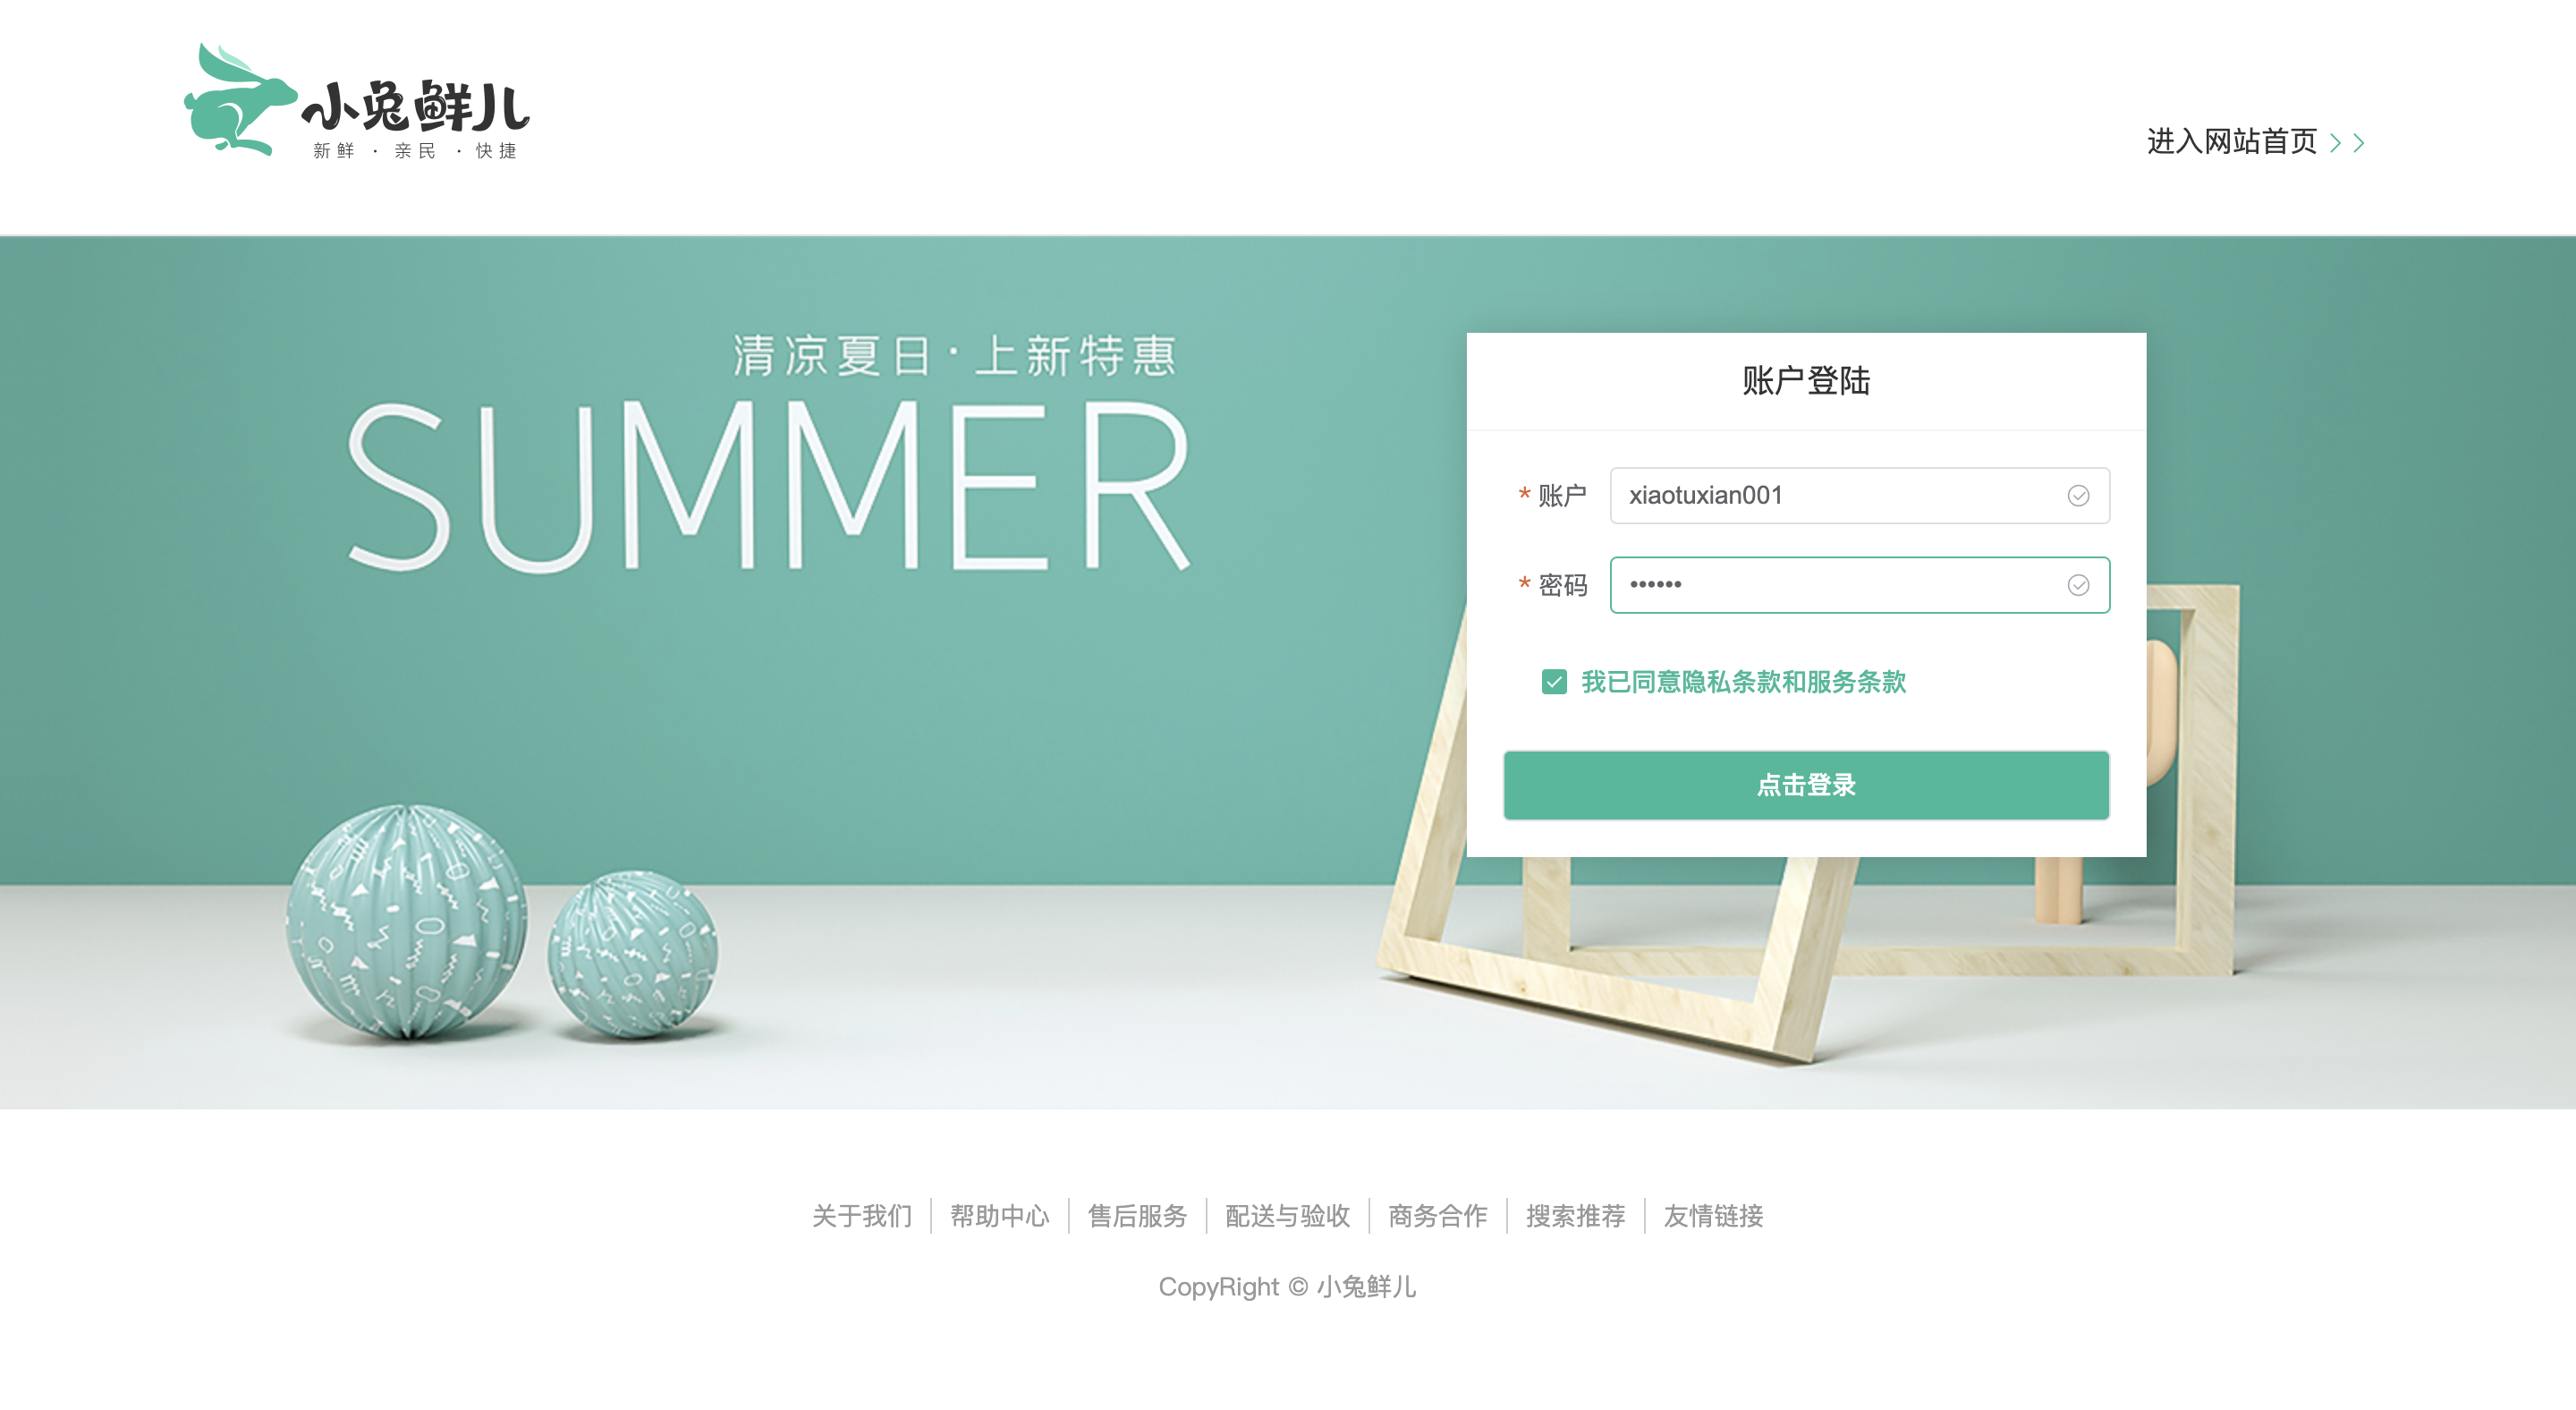 小兔鲜儿
新鲜 · 亲民 · 快捷
进入网站首页
清凉夏日·上新特惠
SUMMER
账户登陆
* 账户 xiaotuxian001
* 密码 ••••••
我已同意隐私条款和服务条款
点击登录
关于我们 帮助中心 售后服务 配送与验收 商务合作 搜索推荐 友情链接
CopyRight © 小兔鲜儿